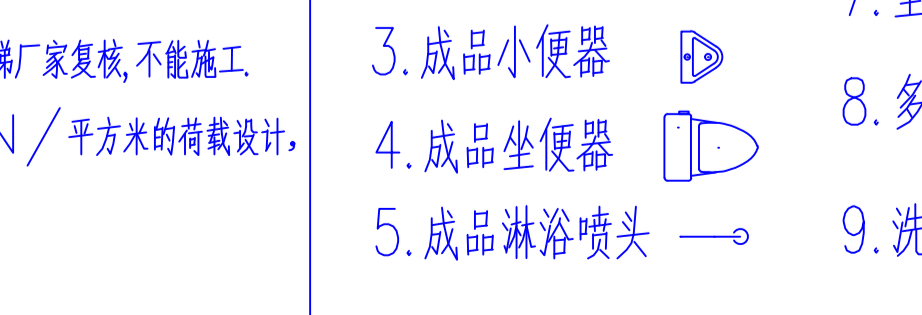 梯厂家复核,不能施工.
N/平方米的荷载设计,
3.成品小便器
4.成品坐便器
5.成品淋浴喷头
7.
8.多
9.洗